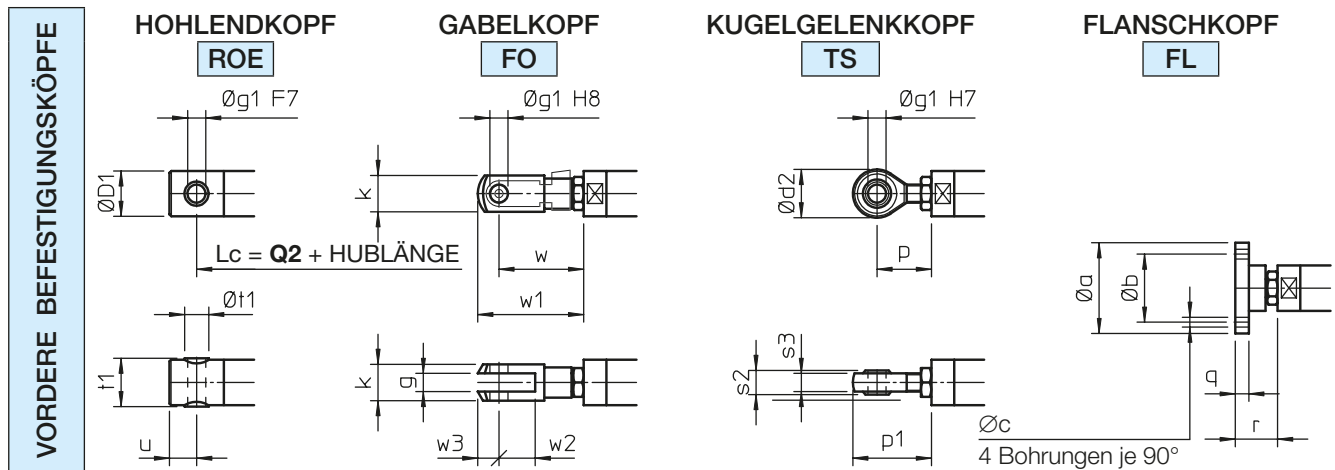 VORDERE BEFESTIGUNGSKÖPFE
HOHLENDKOPF
ROE
Øg1 F7
ØD1
Lc = Q2 + HUBLÄNGE
Øt1
t1
u
GABELKOPF
FO
Øg1 H8
k
w
w1
k
g
w3
w2
KUGELGELENKKOPF
TS
Øg1 H7
Ød2
p
s3
s2
p1
FLANSCHKOPF
FL
Øa
Øb
q
r
Øc
4 Bohrungen je 90°